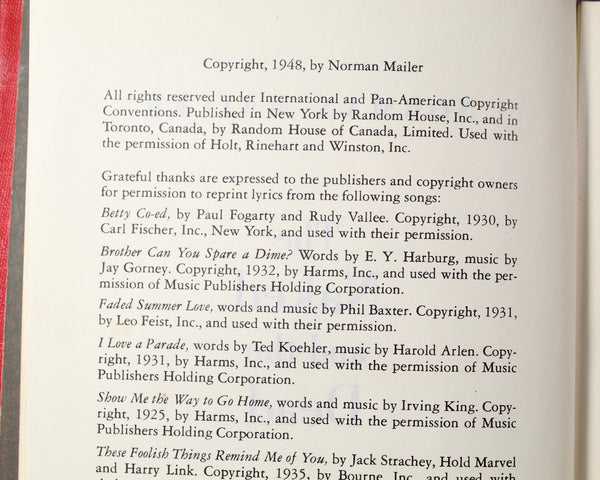 Copyright, 1948, by Norman Mailer
All rights reserved under International and Pan-American Copyright
Conventions. Published in New York by Random House, Inc., and in
Toronto, Canada, by Random House of Canada, Limited. Used with
the permission of Holt, Rinehart and Winston, Inc.
Grateful thanks are expressed to the publishers and copyright owners
for permission to reprint lyrics from the following songs:
Betty Co-ed, by Paul Fogarty and Rudy Vallee. Copyright, 1930, by
Carl Fischer, Inc., New York, and used with their permission.
Brother Can You Spare a Dime? Words by E. Y. Harburg, music by
Jay Gorney. Copyright, 1932, by Harms, Inc., and used with the per-
mission of Music Publishers Holding Corporation.
Faded Summer Love, words and music by Phil Baxter. Copyright, 1931,
by Leo Feist, Inc., and used with their permission.
I Love a Parade, words by Ted Koehler, music by Harold Arlen. Copy-
right, 1931, by Harms, Inc., and used with the permission of Music
Publishers Holding Corporation.
Show Me the Way to Go Home, words and music by Irving King. Copy-
right, 1925, by Harms, Inc., and used with the permission of Music
Publishers Holding Corporation.
These Foolish Things Remind Me of You, by Jack Strachey, Hold Marvel
and Harry Link. Copyright, 1935, by Bourne, Inc., and used with